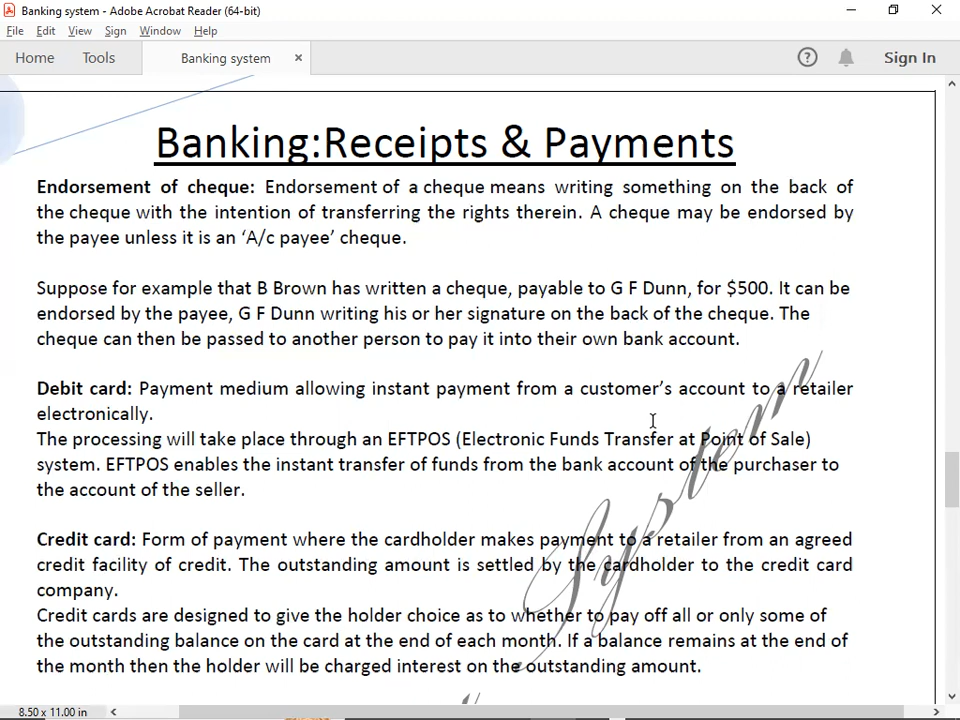 Banking system - Adobe Acrobat Reader (64-bit)
File Edit View Sign Window Help
Home Tools Banking system × Sign In
Banking:Receipts & Payments
Endorsement of cheque: Endorsement of a cheque means writing something on the back of
the cheque with the intention of transferring the rights therein. A cheque may be endorsed by
the payee unless it is an ‘A/c payee’ cheque.
Suppose for example that B Brown has written a cheque, payable to G F Dunn, for $500. It can be
endorsed by the payee, G F Dunn writing his or her signature on the back of the cheque. The
cheque can then be passed to another person to pay it into their own bank account.
Debit card: Payment medium allowing instant payment from a customer’s account to a retailer
electronically.
The processing will take place through an EFTPOS (Electronic Funds Transfer at Point of Sale)
system. EFTPOS enables the instant transfer of funds from the bank account of the purchaser to
the account of the seller.
Credit card: Form of payment where the cardholder makes payment to a retailer from an agreed
credit facility of credit. The outstanding amount is settled by the cardholder to the credit card
company.
Credit cards are designed to give the holder choice as to whether to pay off all or only some of
the outstanding balance on the card at the end of each month. If a balance remains at the end of
the month then the holder will be charged interest on the outstanding amount.
8.50 x 11.00 in